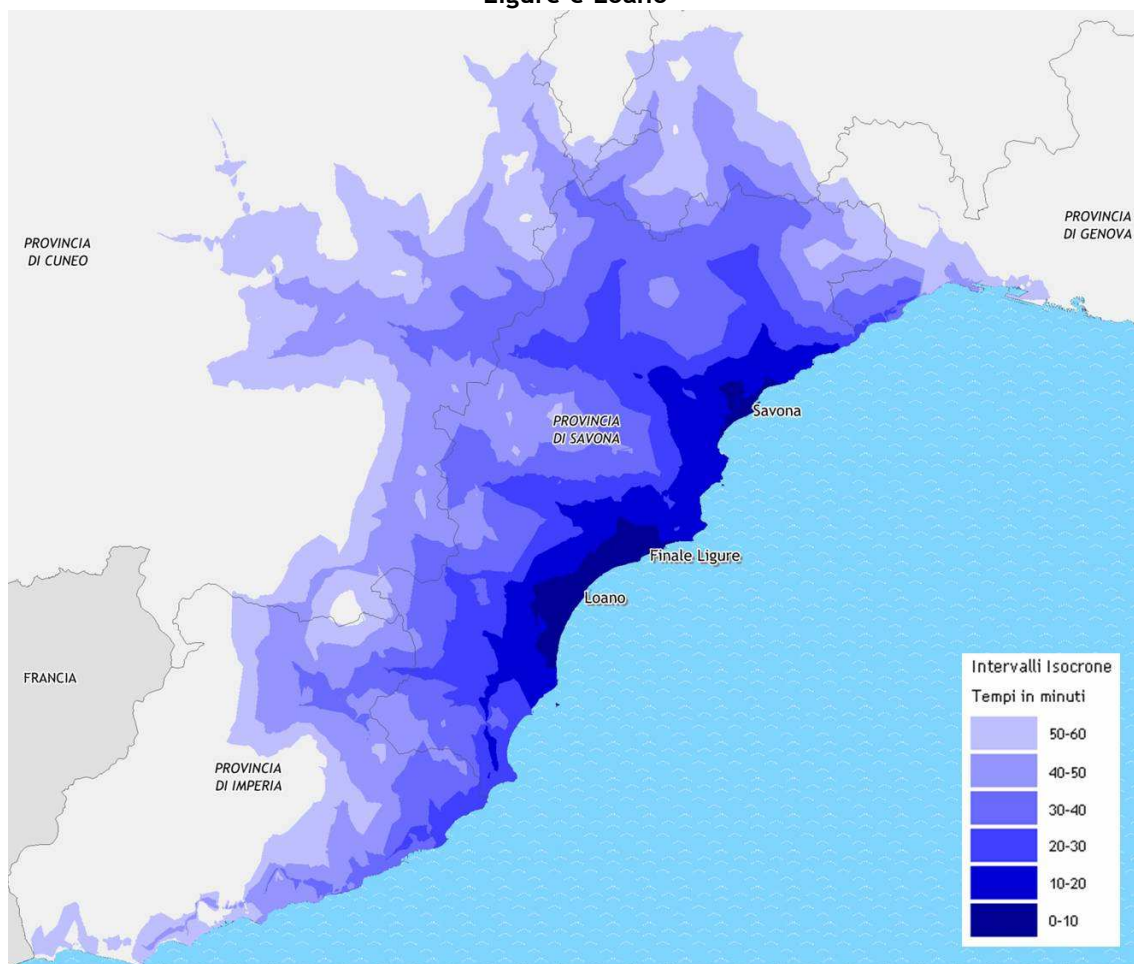 Ligure e Loano
PROVINCIA
DI CUNEO
PROVINCIA
DI GENOVA
Savona
PROVINCIA
DI SAVONA
Finale Ligure
Loano
FRANCIA
PROVINCIA
DI IMPERIA
Intervalli Isocrone
Tempi in minuti
50-60
40-50
30-40
20-30
10-20
0-10